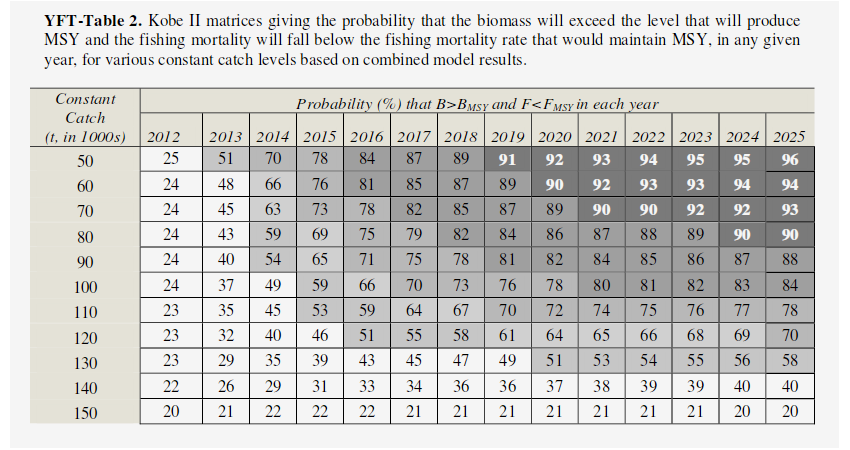 YFT-Table 2. Kobe II matrices giving the probability that the biomass will exceed the level that will produce
MSY and the fishing mortality will fall below the fishing mortality rate that would maintain MSY, in any given
year, for various constant catch levels based on combined model results.
Constant
Catch
(t, in 1000s)
Probability (%) that B>BMSY and F<FMSY in each year
2012 2013 2014 2015 2016 2017 2018 2019 2020 2021 2022 2023 2024 2025
50 25 51 70 78 84 87 89 91 92 93 94 95 95 96
60 24 48 66 76 81 85 87 89 90 92 93 93 94 94
70 24 45 63 73 78 82 85 87 89 90 90 92 92 93
80 24 43 59 69 75 79 82 84 86 87 88 89 90 90
90 24 40 54 65 71 75 78 81 82 84 85 86 87 88
100 24 37 49 59 66 70 73 76 78 80 81 82 83 84
110 23 35 45 53 59 64 67 70 72 74 75 76 77 78
120 23 32 40 46 51 55 58 61 64 65 66 68 69 70
130 23 29 35 39 43 45 47 49 51 53 54 55 56 58
140 22 26 29 31 33 34 36 36 37 38 39 39 40 40
150 20 21 22 22 22 21 21 21 21 21 21 21 20 20